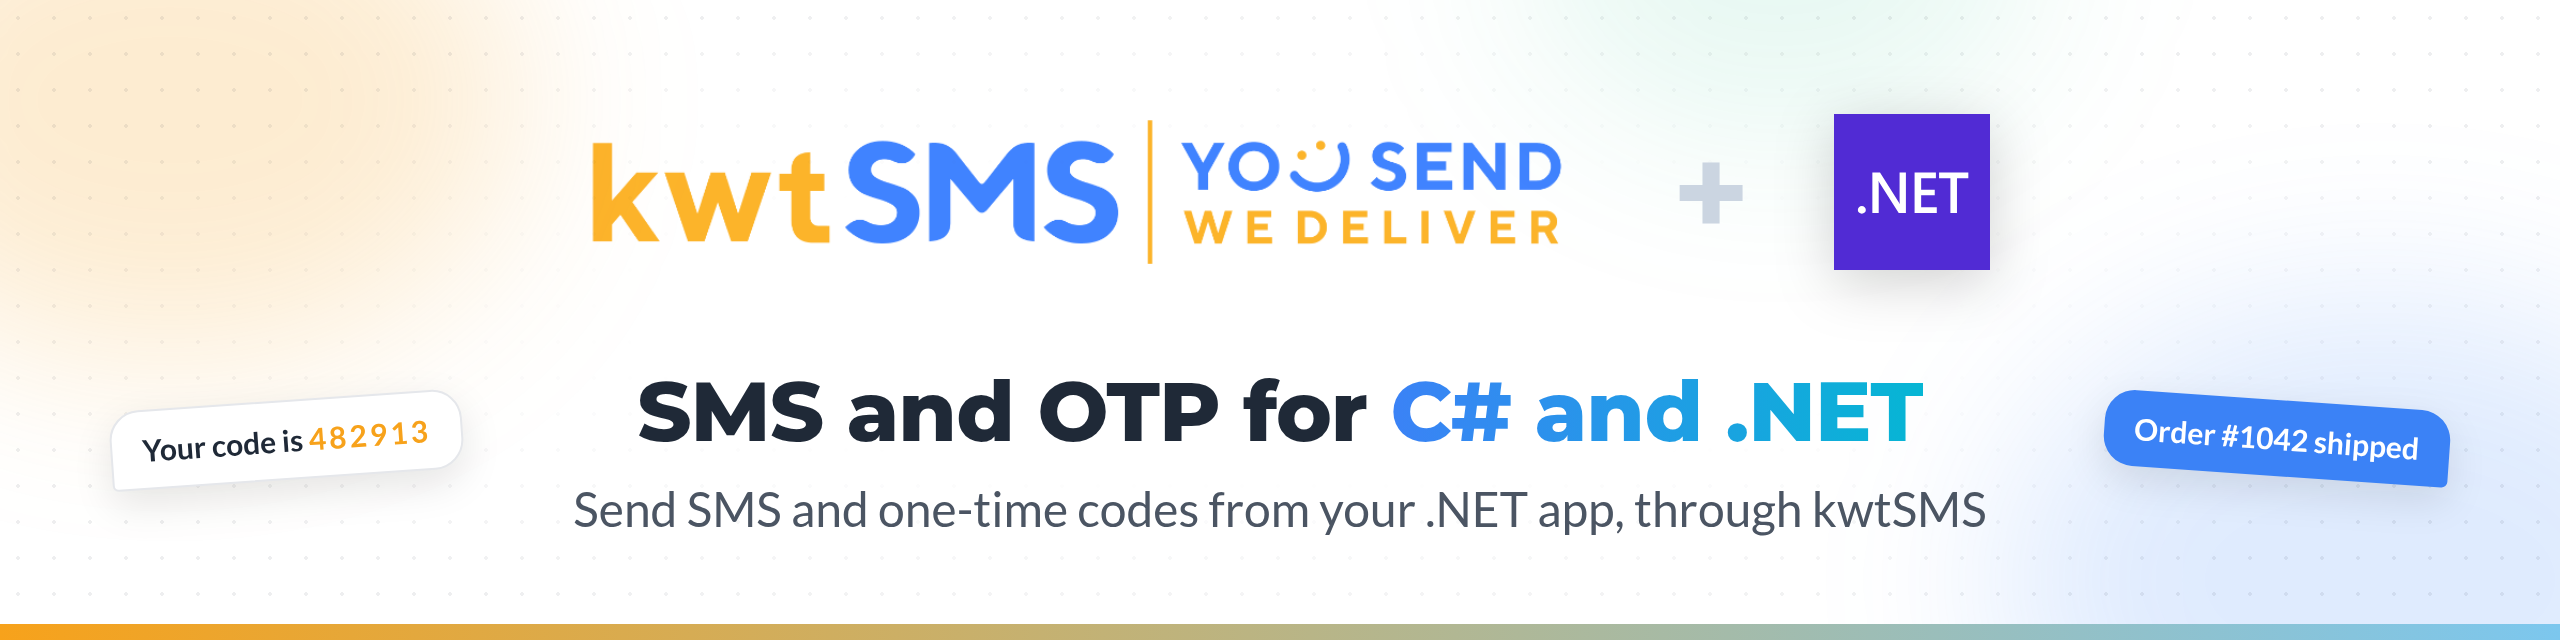 kwtSMS
YOU SEND
WE DELIVER
+
.NET
SMS and OTP for C# and .NET
Send SMS and one-time codes from your .NET app, through kwtSMS
Your code is 482913
Order #1042 shipped